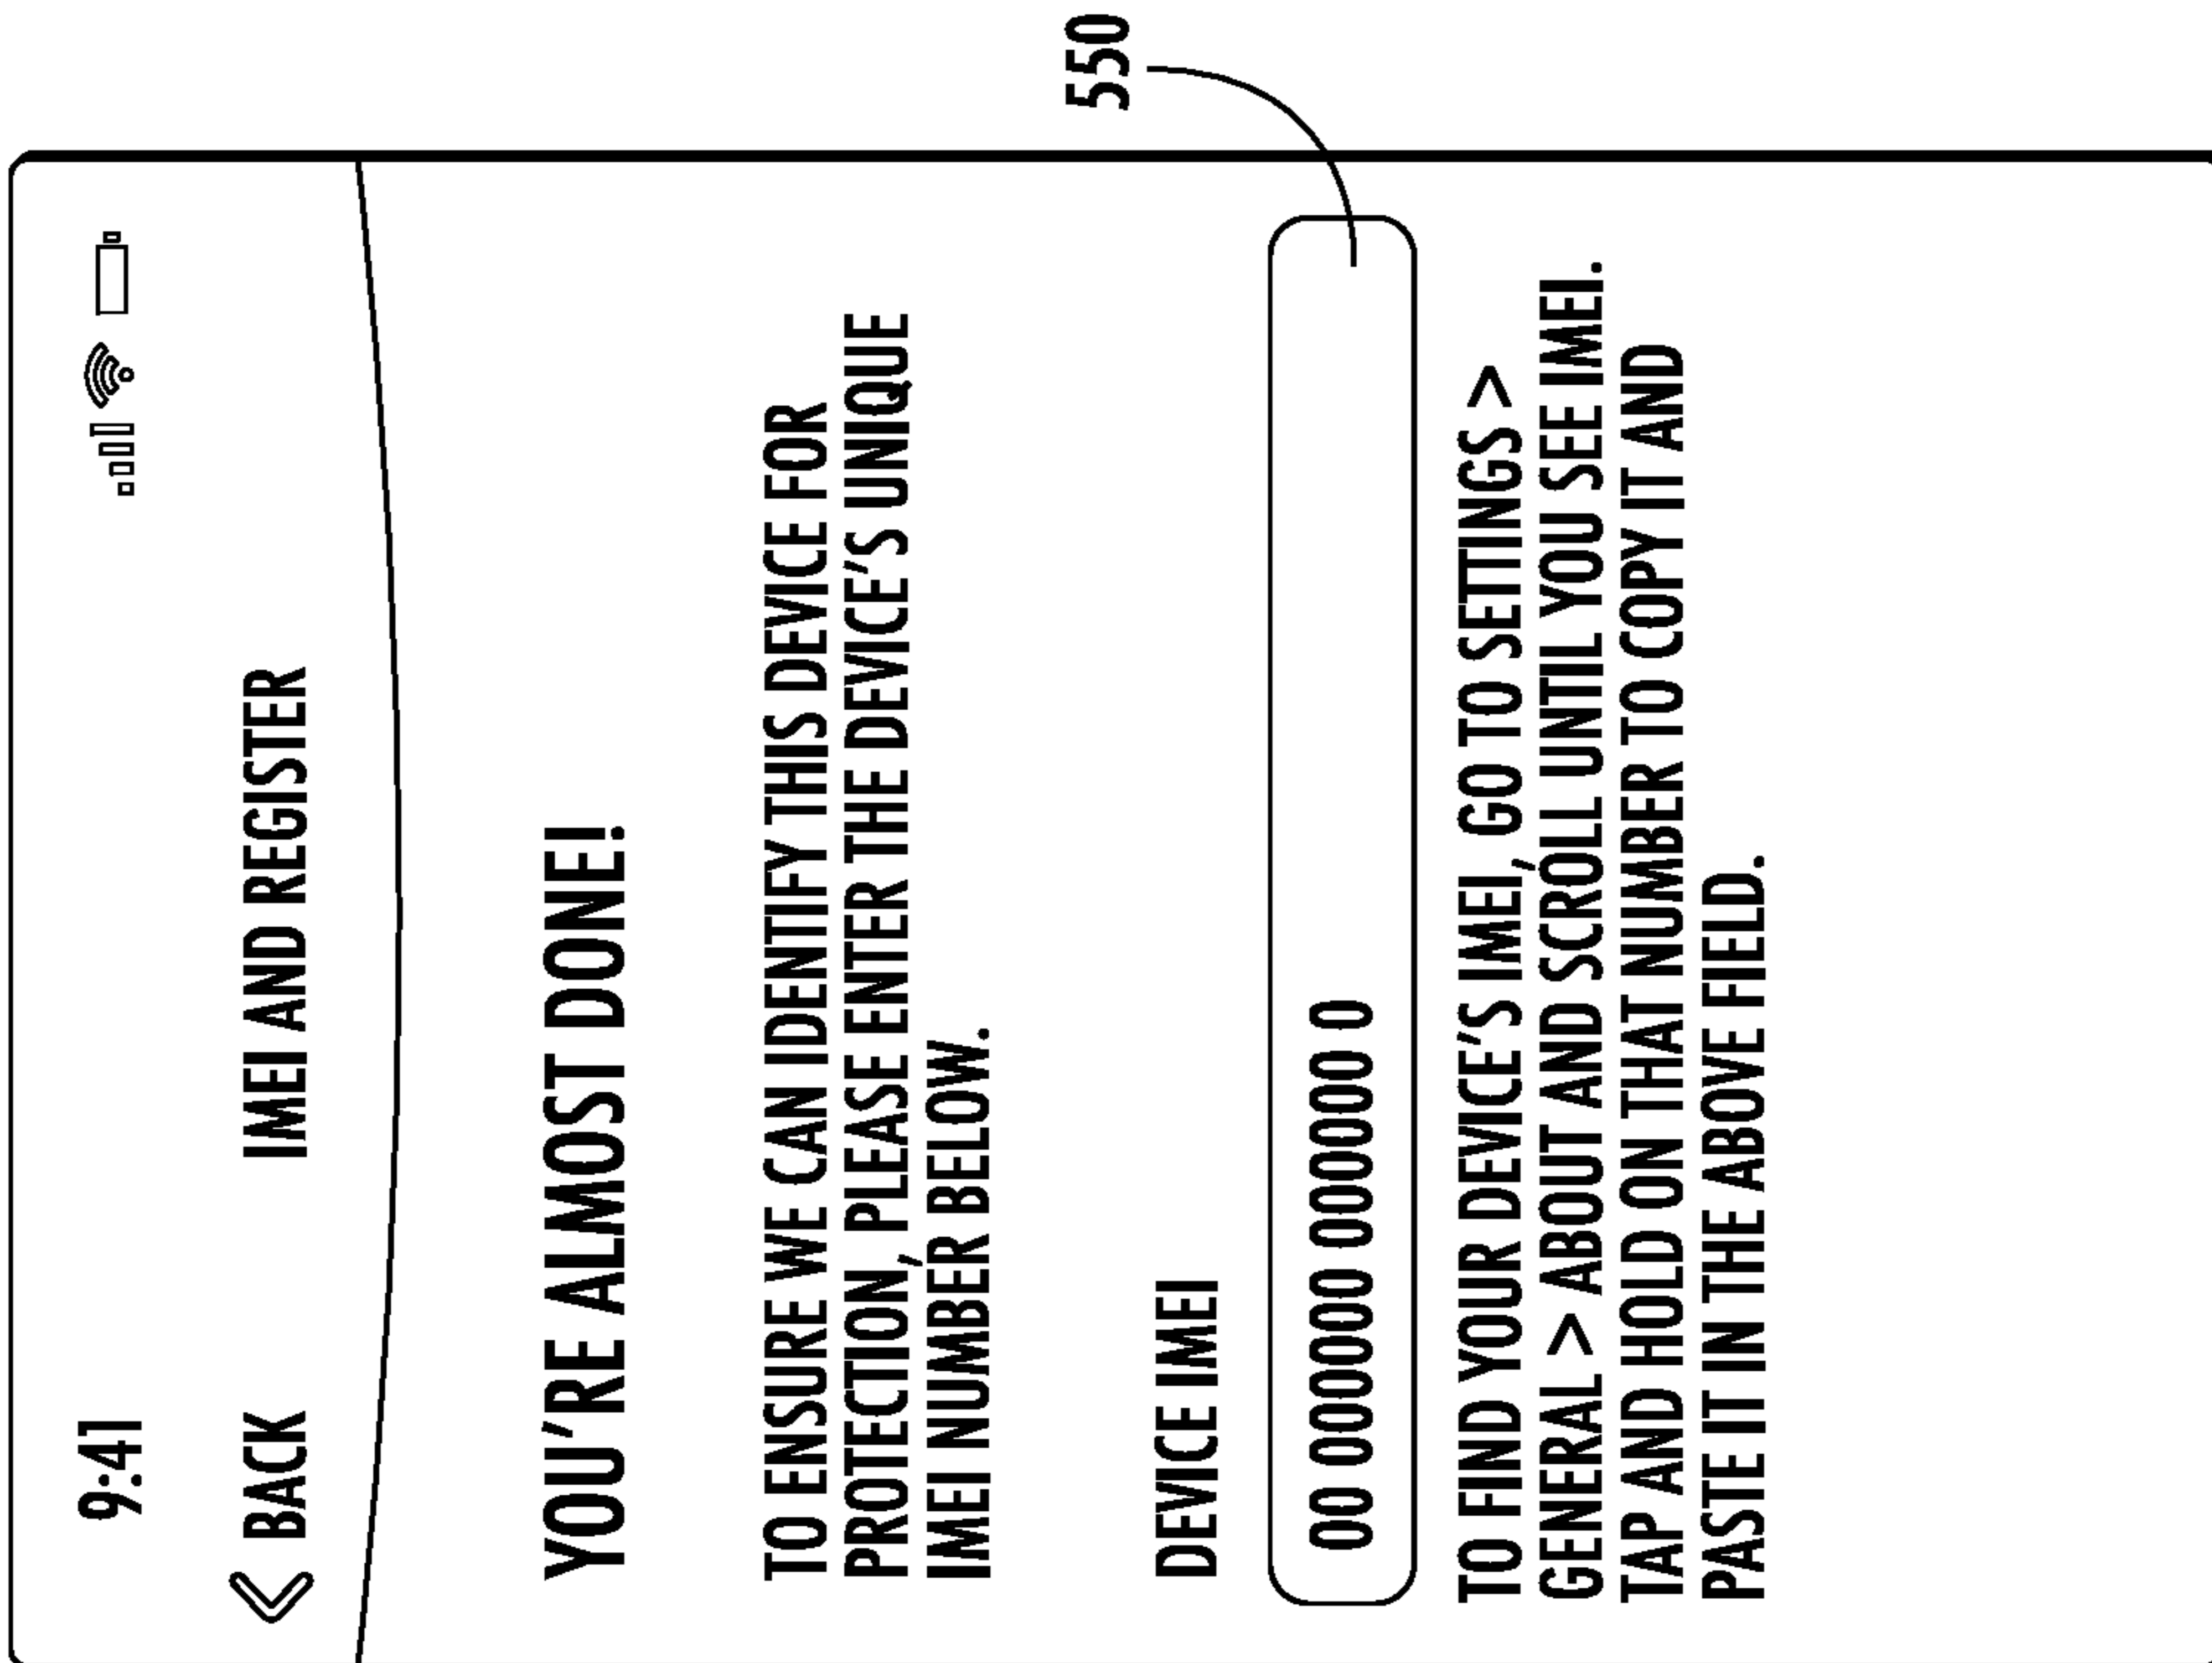 9:41
BACK IMEI AND REGISTER
YOU'RE ALMOST DONE!
TO ENSURE WE CAN IDENTIFY THIS DEVICE FOR
PROTECTION, PLEASE ENTER THE DEVICE'S UNIQUE
IMEI NUMBER BELOW.
550
DEVICE IMEI
00 000000 000000 0
TO FIND YOUR DEVICE'S IMEI, GO TO SETTINGS >
GENERAL > ABOUT AND SCROLL UNTIL YOU SEE IMEI.
TAP AND HOLD ON THAT NUMBER TO COPY IT AND
PASTE IT IN THE ABOVE FIELD.